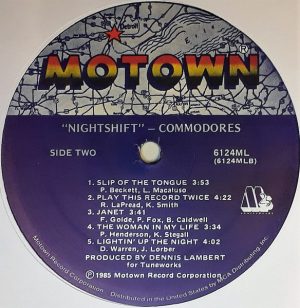 Detroit
MOTOWN®
"NIGHTSHIFT" – COMMODORES
SIDE TWO
6124ML
(6124MLB)
1. SLIP OF THE TONGUE 3:53
P. Beckett, L. Macaluso
2. PLAY THIS RECORD TWICE 4:22
R. LaPread, K. Smith
3. JANET 3:41
F. Golde, P. Fox, B. Caldwell
4. THE WOMAN IN MY LIFE 3:34
P. Henderson, K. Stegall
5. LIGHTIN' UP THE NIGHT 4:02
D. Warren, J. Lorber
PRODUCED BY DENNIS LAMBERT
for Tuneworks
© 1985 Motown Record Corporation
Motown Record Corporation
Distributed in the United States by MCA Distributing, Inc.